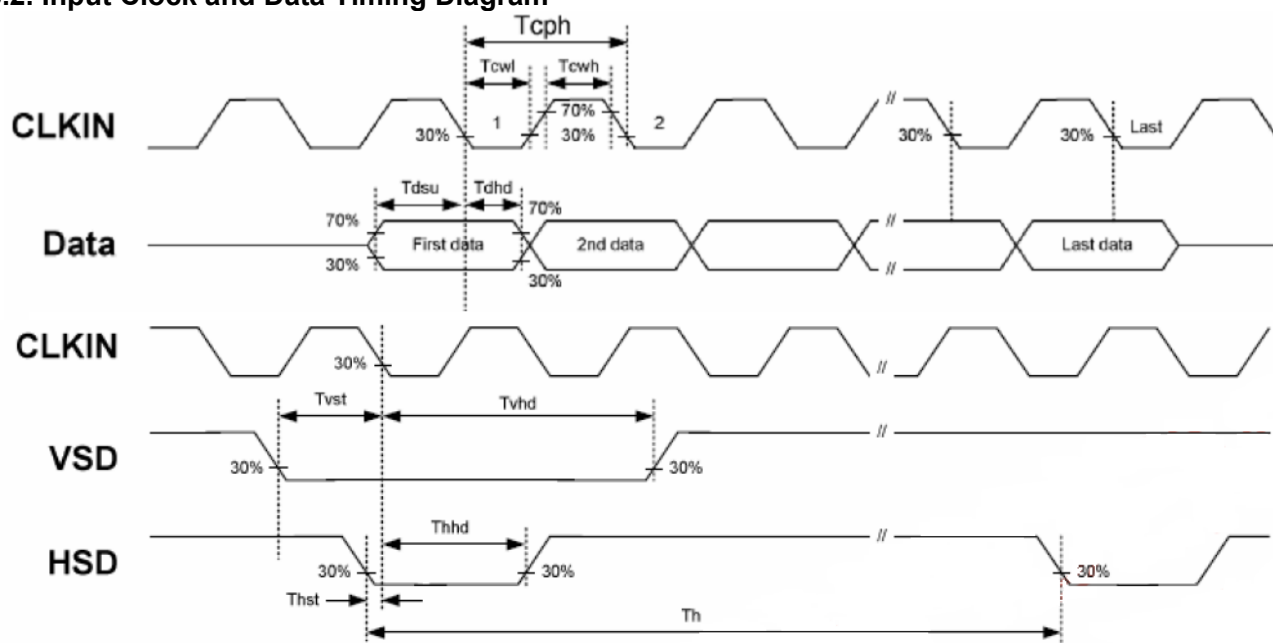 .2. Input Clock and Data Timing Diagram
Tcph
Tcwl
Tcwh
CLKIN
30%
1
70%
30%
2
//
30%
30%
Last
Tdsu
Tdhd
70%
70%
Data
First data
2nd data
//
//
Last data
30%
30%
CLKIN
30%
//
Tvst
Tvhd
VSD
30%
30%
//
Thhd
HSD
30%
30%
//
30%
Thst
Th